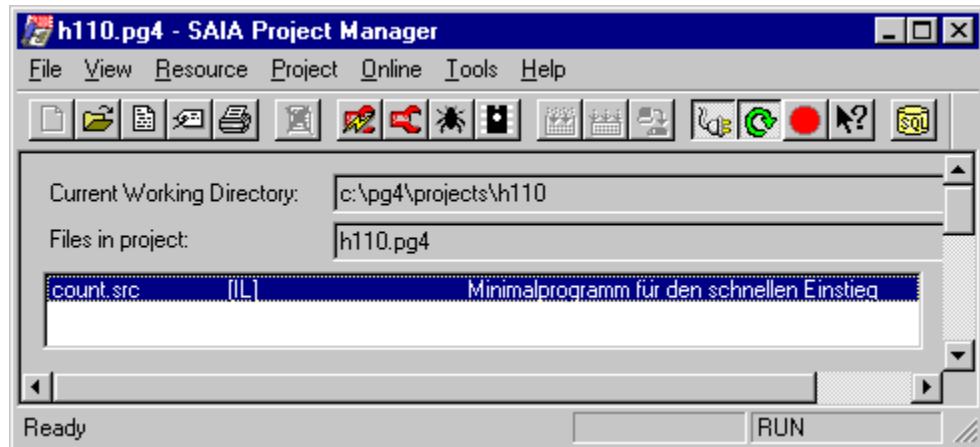 h110.pg4 - SAIA Project Manager
File View Resource Project Online Tools Help
SQL
Current Working Directory: c:\pg4\projects\h110
Files in project: h110.pg4
count.src [IL] Minimalprogramm für den schnellen Einstieg
Ready RUN